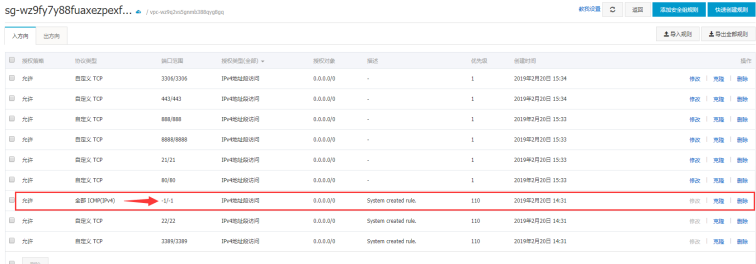 sg-wz9fy7y88fuaxezpexf... / vpc-wz9q2vs0gnm6c388qyg8pjq 教我设置 返回 添加安全组规则 快速创建规则
入方向 出方向 导入规则 导出全部规则
授权策略 协议类型 端口范围 授权类型(全部) 授权对象 描述 优先级 创建时间 操作
允许 自定义 TCP 3306/3306 IPv4地址段访问 0.0.0.0/0 - 1 2019年2月20日 15:34 修改 | 克隆 | 删除
允许 自定义 TCP 443/443 IPv4地址段访问 0.0.0.0/0 - 1 2019年2月20日 15:34 修改 | 克隆 | 删除
允许 自定义 TCP 888/888 IPv4地址段访问 0.0.0.0/0 - 1 2019年2月20日 15:33 修改 | 克隆 | 删除
允许 自定义 TCP 8888/8888 IPv4地址段访问 0.0.0.0/0 - 1 2019年2月20日 15:33 修改 | 克隆 | 删除
允许 自定义 TCP 21/21 IPv4地址段访问 0.0.0.0/0 - 1 2019年2月20日 15:33 修改 | 克隆 | 删除
允许 自定义 TCP 80/80 IPv4地址段访问 0.0.0.0/0 - 1 2019年2月20日 15:33 修改 | 克隆 | 删除
允许 全部 ICMP(IPv4) -1/-1 IPv4地址段访问 0.0.0.0/0 System created rule. 110 2019年2月20日 14:31 修改 | 克隆 | 删除
允许 自定义 TCP 22/22 IPv4地址段访问 0.0.0.0/0 System created rule. 110 2019年2月20日 14:31 修改 | 克隆 | 删除
允许 自定义 TCP 3389/3389 IPv4地址段访问 0.0.0.0/0 System created rule. 110 2019年2月20日 14:31 修改 | 克隆 | 删除